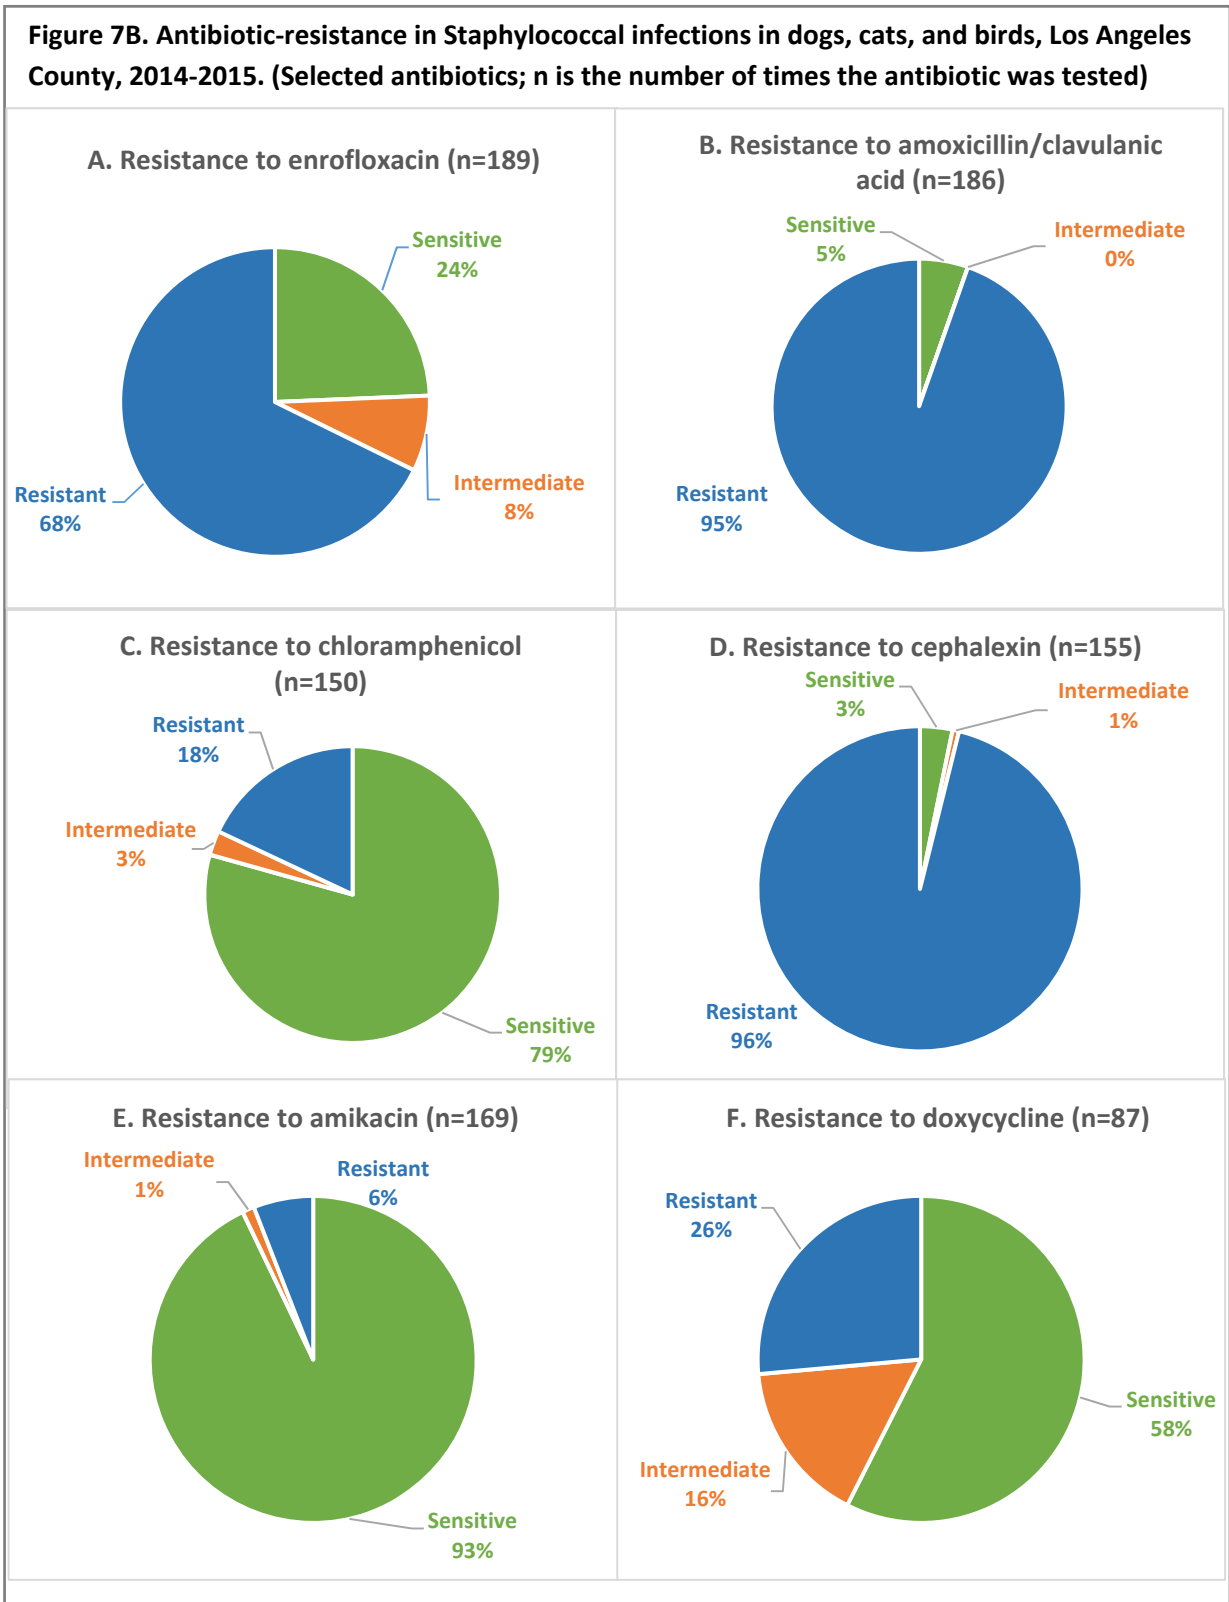 Figure 7B. Antibiotic-resistance in Staphylococcal infections in dogs, cats, and birds, Los Angeles
County, 2014-2015. (Selected antibiotics; n is the number of times the antibiotic was tested)
A. Resistance to enrofloxacin (n=189)
Sensitive
24%
Intermediate
8%
Resistant
68%
B. Resistance to amoxicillin/clavulanic
acid (n=186)
Sensitive
5%
Intermediate
0%
Resistant
95%
C. Resistance to chloramphenicol
(n=150)
Resistant
18%
Intermediate
3%
Sensitive
79%
D. Resistance to cephalexin (n=155)
Sensitive
3%
Intermediate
1%
Resistant
96%
E. Resistance to amikacin (n=169)
Intermediate
1%
Resistant
6%
Sensitive
93%
F. Resistance to doxycycline (n=87)
Resistant
26%
Intermediate
16%
Sensitive
58%